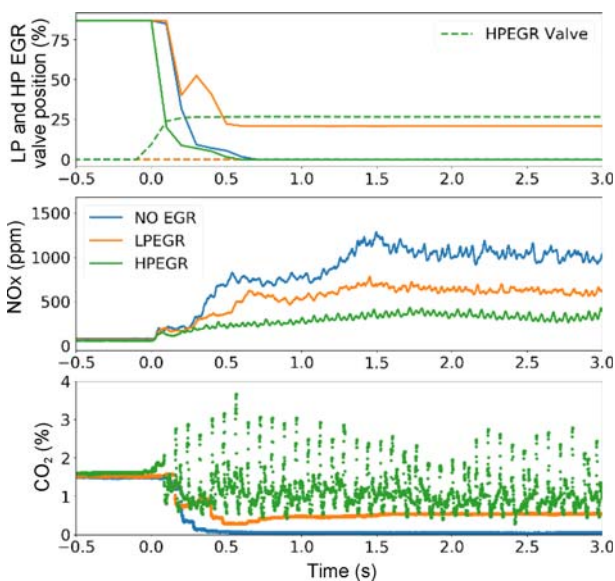 LP and HP EGR
valve position (%)
75
50
25
0
HPEGR Valve
−0.5 0.0 0.5 1.0 1.5 2.0 2.5 3.0
NOx (ppm)
1500
1000
500
0
NO EGR
LPEGR
HPEGR
−0.5 0.0 0.5 1.0 1.5 2.0 2.5 3.0
CO₂ (%)
4
3
2
1
0
−0.5 0.0 0.5 1.0 1.5 2.0 2.5 3.0
Time (s)